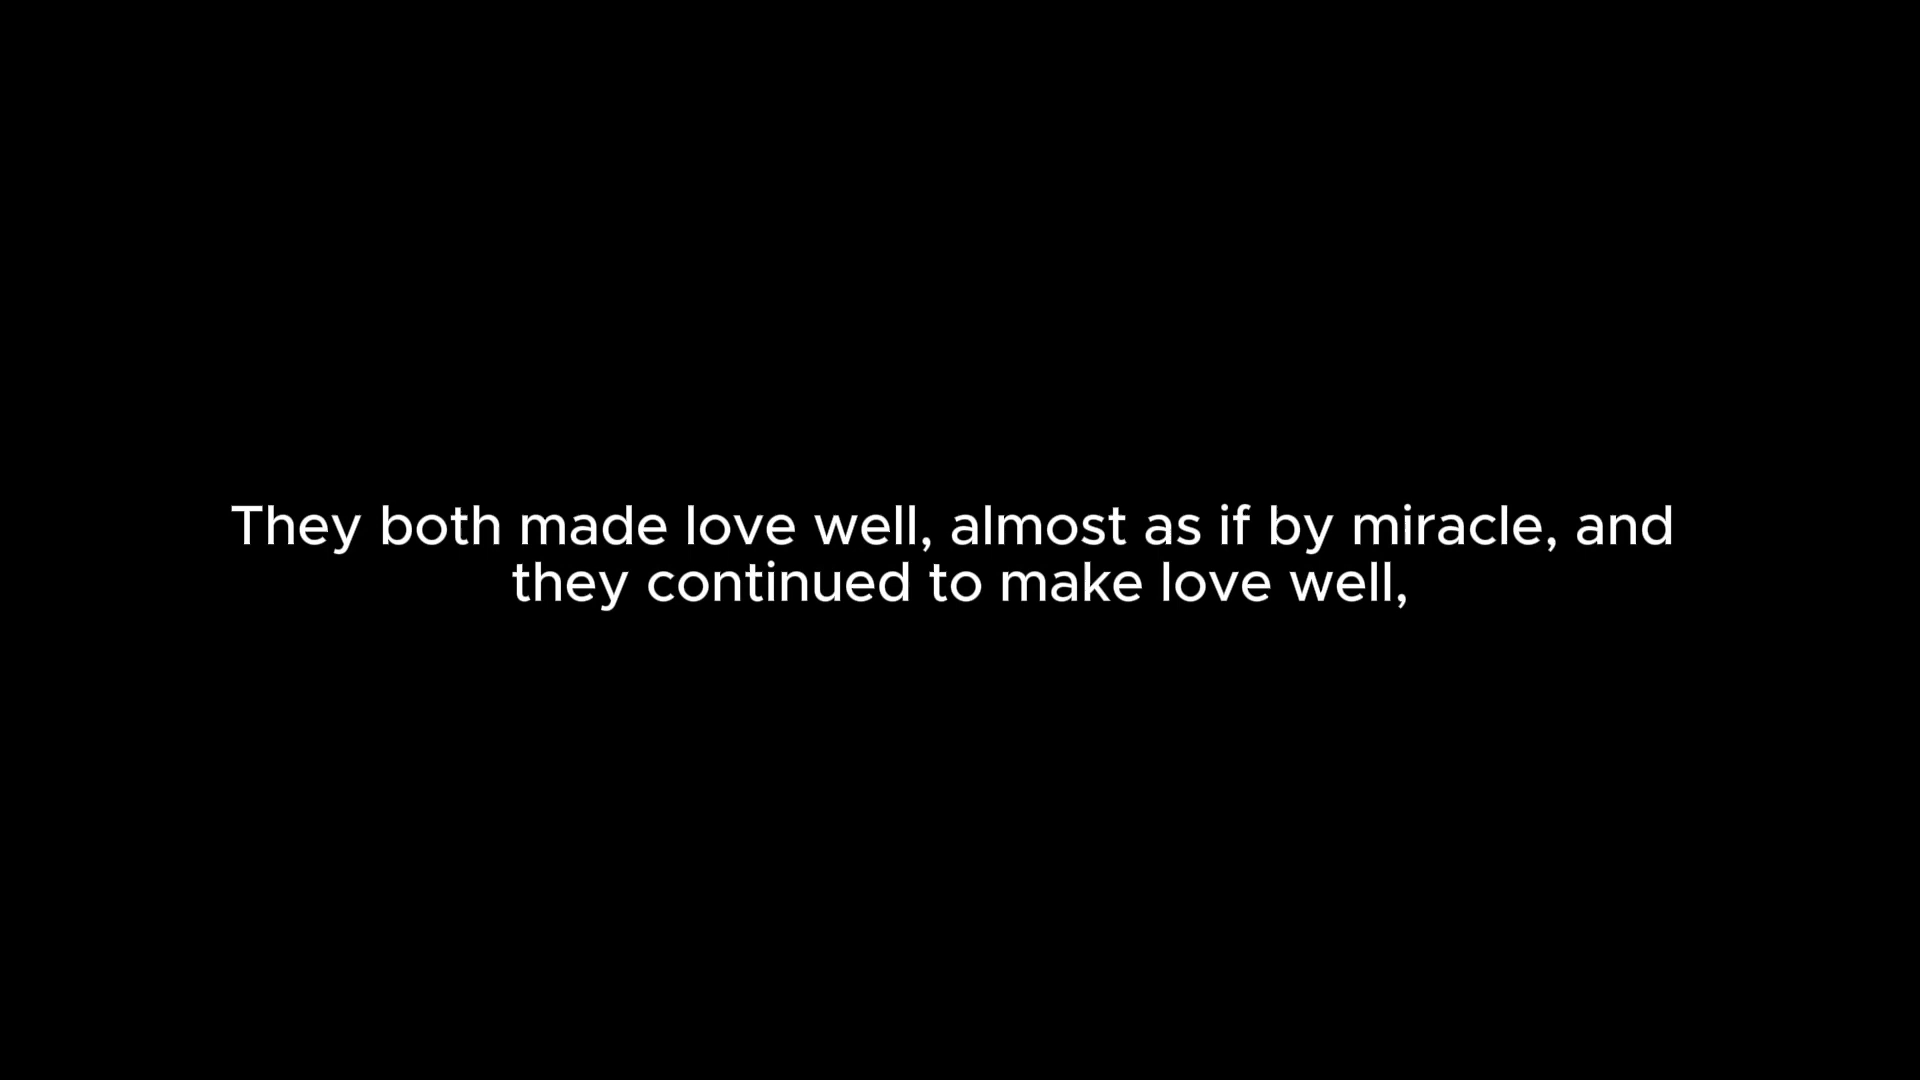 They both made love well, almost as if by miracle, and
they continued to make love well,